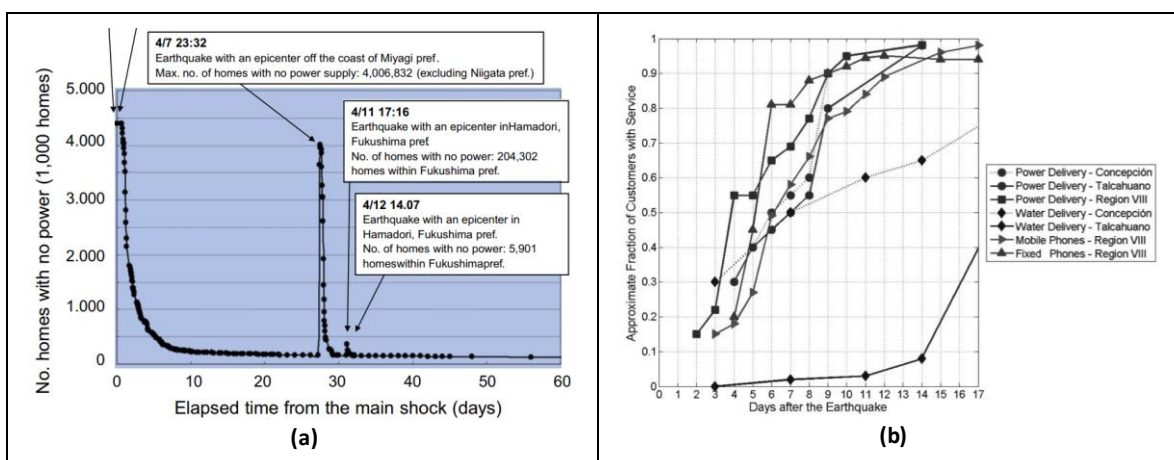 4/7 23:32
Earthquake with an epicenter off the coast of Miyagi pref.
Max. no. of homes with no power supply: 4,006,832 (excluding Niigata pref.)
4/11 17:16
Earthquake with an epicenter inHamadori,
Fukushima pref.
No. of homes with no power: 204,302
homes within Fukushima pref.
4/12 14.07
Earthquake with an epicenter in
Hamadori, Fukushima pref.
No. of homes with no power: 5,901
homeswithin Fukushimapref.
No. homes with no power (1,000 homes)
5.000
4.000
3.000
2.000
1.000
0
0 10 20 30 40 50 60
Elapsed time from the main shock (days)
(a)
Approximate Fraction of Customers with Service
1
0.9
0.8
0.7
0.6
0.5
0.4
0.3
0.2
0.1
0
0 1 2 3 4 5 6 7 8 9 10 11 12 13 14 15 16 17
Days after the Earthquake
Power Delivery - Concepción
Power Delivery - Talcahuano
Power Delivery - Region VIII
Water Delivery - Concepción
Water Delivery - Talcahuano
Mobile Phones - Region VIII
Fixed Phones - Region VIII
(b)